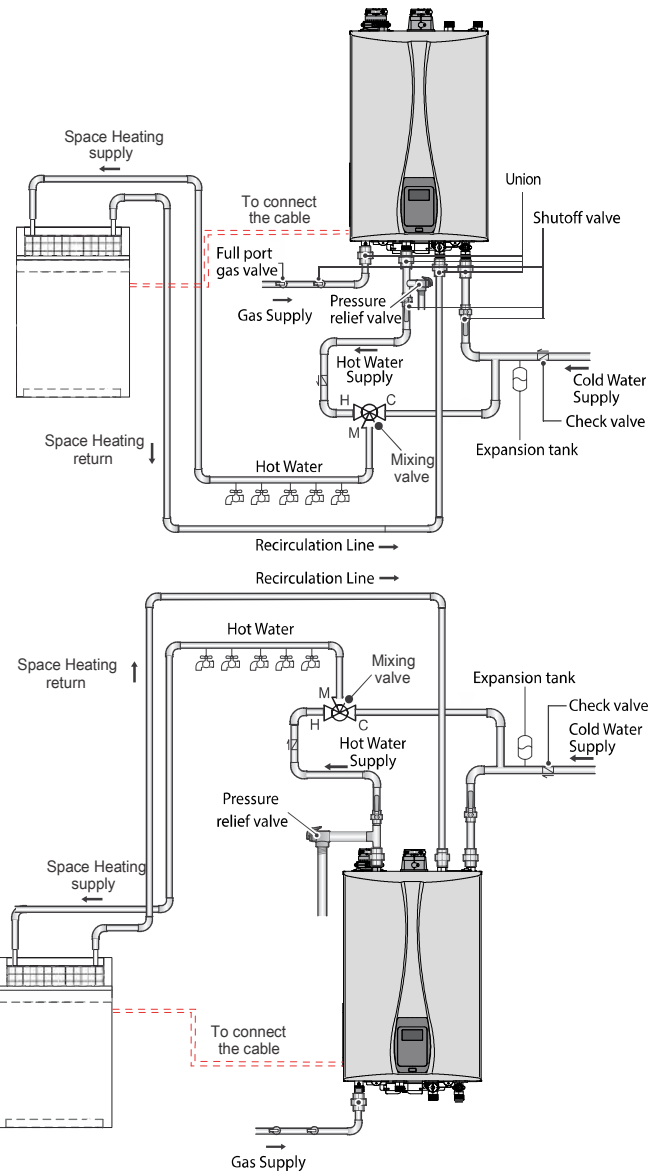 Space Heating
supply
To connect
the cable
Union
Shutoff valve
Full port
gas valve
Gas Supply
Pressure
relief valve
Hot Water
Supply
H
C
M
Cold Water
Supply
Check valve
Expansion tank
Mixing
valve
Space Heating
return
Hot Water
Recirculation Line
Recirculation Line
Hot Water
Space Heating
return
Mixing
valve
M
H
C
Expansion tank
Check valve
Cold Water
Supply
Hot Water
Supply
Pressure
relief valve
Space Heating
supply
To connect
the cable
Gas Supply